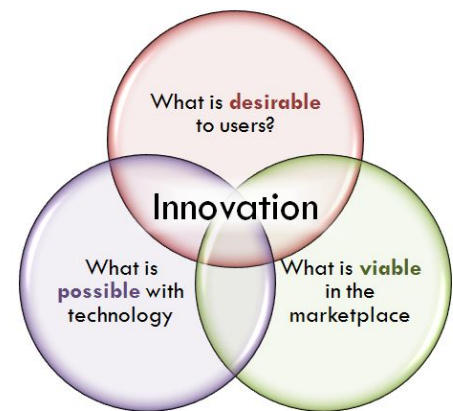 What is desirable
to users?
Innovation
What is
possible with
technology
What is viable
in the
marketplace